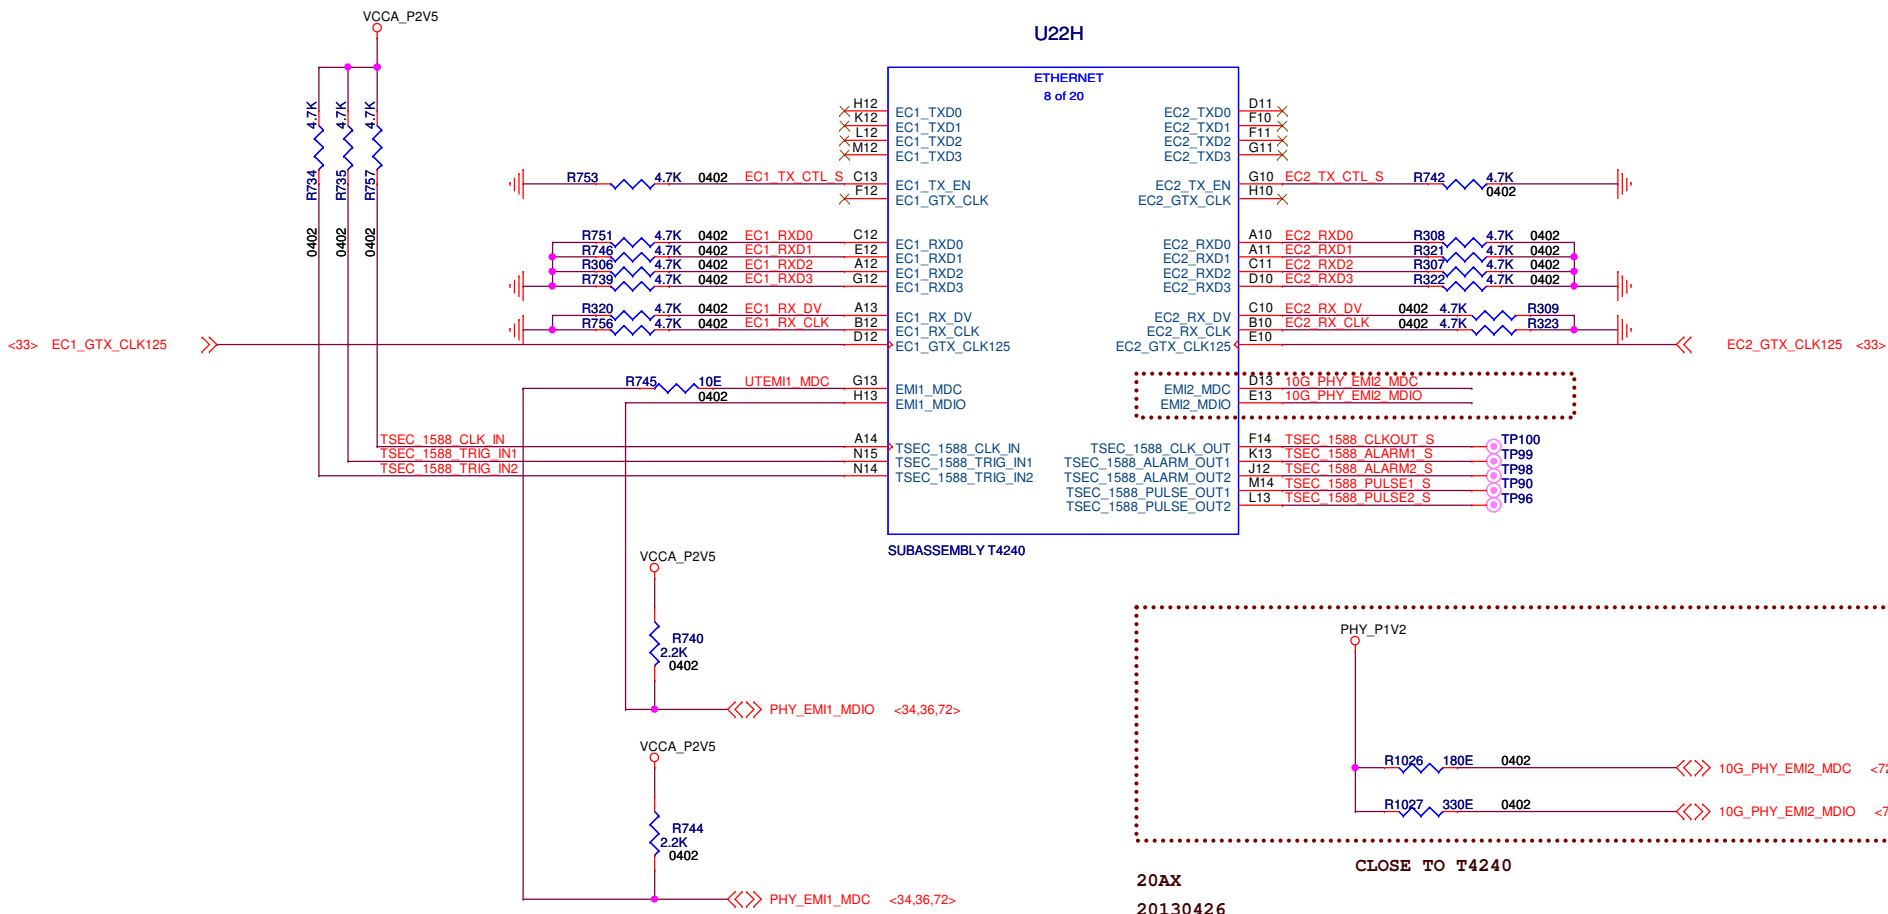 VCCA_P2V5
U22H
ETHERNET
8 of 20
4.7K 4.7K 4.7K
R734 R735 R757
0402 0402 0402
H12 EC1_TXD0 EC2_TXD0 D11
K12 EC1_TXD1 EC2_TXD1 F10
L12 EC1_TXD2 EC2_TXD2 F11
M12 EC1_TXD3 EC2_TXD3 G11
R753 4.7K 0402 EC1_TX_CTL_S C13 EC1_TX_EN EC2_TX_EN G10 EC2_TX_CTL_S R742 4.7K
0402
F12 EC1_GTX_CLK EC2_GTX_CLK H10
R751 4.7K 0402 EC1_RXD0 C12 EC1_RXD0 EC2_RXD0 A10 EC2_RXD0 R308 4.7K 0402
R746 4.7K 0402 EC1_RXD1 E12 EC1_RXD1 EC2_RXD1 A11 EC2_RXD1 R321 4.7K 0402
R306 4.7K 0402 EC1_RXD2 A12 EC1_RXD2 EC2_RXD2 C11 EC2_RXD2 R307 4.7K 0402
R739 4.7K 0402 EC1_RXD3 G12 EC1_RXD3 EC2_RXD3 D10 EC2_RXD3 R322 4.7K 0402
R320 4.7K 0402 EC1_RX_DV A13 EC1_RX_DV EC2_RX_DV C10 EC2_RX_DV 0402 4.7K R309
R756 4.7K 0402 EC1_RX_CLK B12 EC1_RX_CLK EC2_RX_CLK B10 EC2_RX_CLK 0402 4.7K R323
<33> EC1_GTX_CLK125 D12 EC1_GTX_CLK125 EC2_GTX_CLK125 E10 EC2_GTX_CLK125 <33>
R745 10E UTEMI1_MDC G13 EMI1_MDC EMI2_MDC D13 10G_PHY_EMI2_MDC
0402 H13 EMI1_MDIO EMI2_MDIO E13 10G_PHY_EMI2_MDIO
TSEC_1588_CLK_IN A14 TSEC_1588_CLK_IN TSEC_1588_CLK_OUT F14 TSEC_1588_CLKOUT_S TP100
TSEC_1588_TRIG_IN1 N15 TSEC_1588_TRIG_IN1 TSEC_1588_ALARM_OUT1 K13 TSEC_1588_ALARM1_S TP99
TSEC_1588_TRIG_IN2 N14 TSEC_1588_TRIG_IN2 TSEC_1588_ALARM_OUT2 J12 TSEC_1588_ALARM2_S TP98
TSEC_1588_PULSE_OUT1 M14 TSEC_1588_PULSE1_S TP90
TSEC_1588_PULSE_OUT2 L13 TSEC_1588_PULSE2_S TP96
SUBASSEMBLY T4240
VCCA_P2V5
R740
2.2K
0402
PHY_EMI1_MDIO <34,36,72>
VCCA_P2V5
R744
2.2K
0402
PHY_EMI1_MDC <34,36,72>
PHY_P1V2
R1026 180E 0402 10G_PHY_EMI2_MDC <72
R1027 330E 0402 10G_PHY_EMI2_MDIO <7
CLOSE TO T4240
20AX
20130426